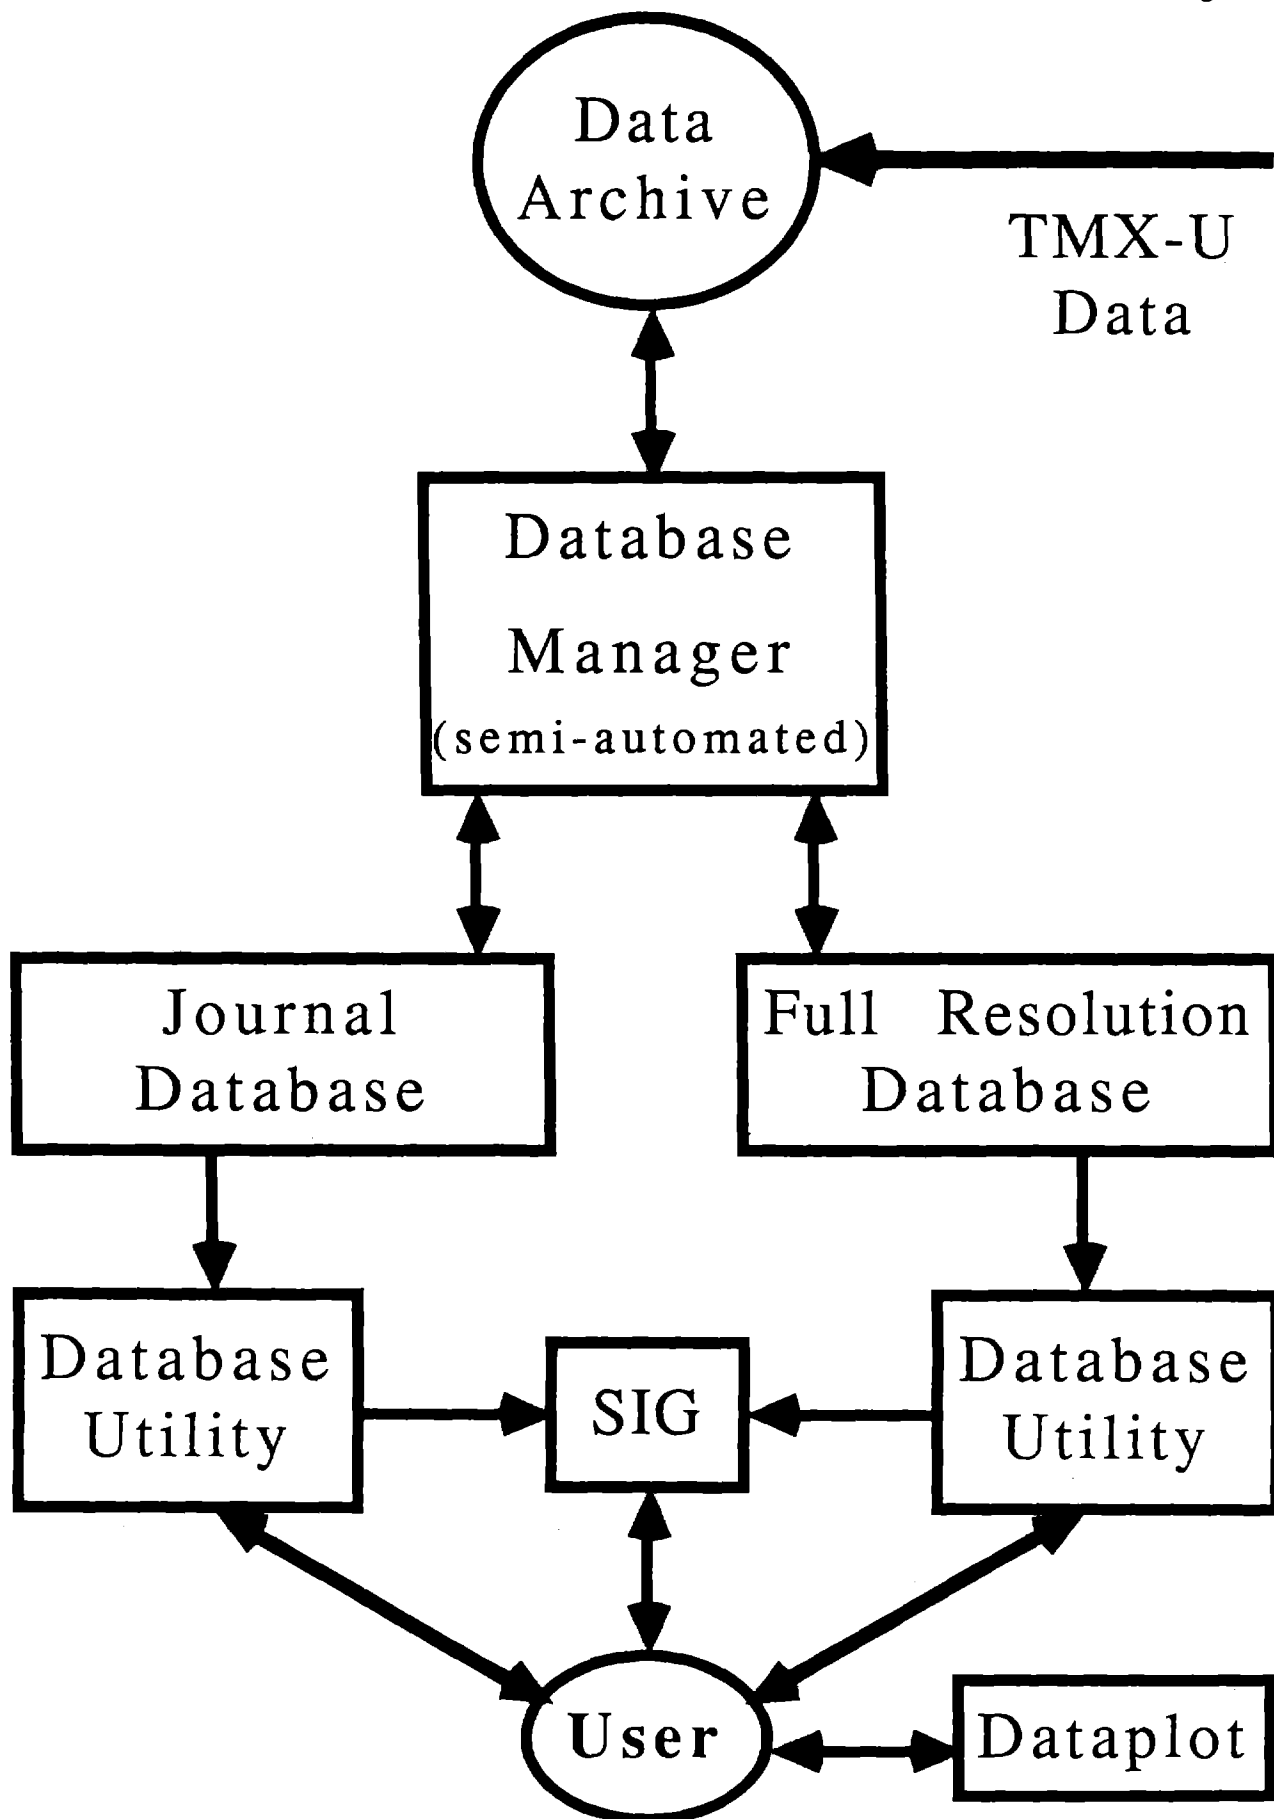 Data
Archive
TMX-U
Data
Database
Manager
(semi-automated)
Journal
Database
Full Resolution
Database
Database
Utility
SIG
Database
Utility
User
Dataplot